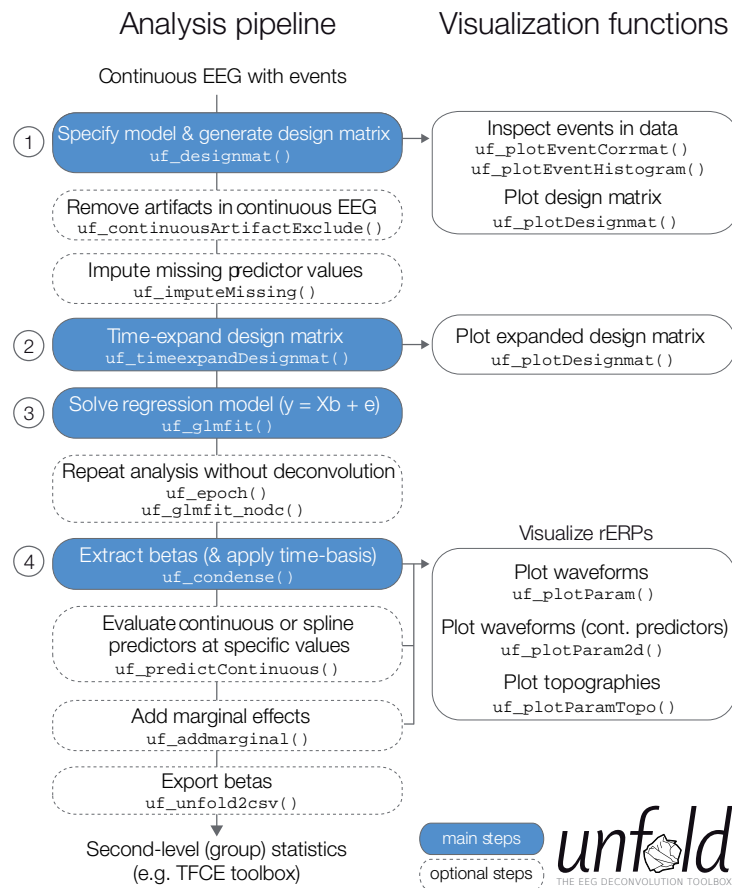 Analysis pipeline
Visualization functions
Continuous EEG with events
1
Specify model & generate design matrix
uf_designmat()
Inspect events in data
uf_plotEventCorrmat()
uf_plotEventHistogram()
Plot design matrix
uf_plotDesignmat()
Remove artifacts in continuous EEG
uf_continuousArtifactExclude()
Impute missing predictor values
uf_imputeMissing()
2
Time-expand design matrix
uf_timeexpandDesignmat()
Plot expanded design matrix
uf_plotDesignmat()
3
Solve regression model (y = Xb + e)
uf_glmfit()
Repeat analysis without deconvolution
uf_epoch()
uf_glmfit_nodc()
4
Extract betas (& apply time-basis)
uf_condense()
Visualize rERPs
Plot waveforms
uf_plotParam()
Plot waveforms (cont. predictors)
uf_plotParam2d()
Plot topographies
uf_plotParamTopo()
Evaluate continuous or spline
predictors at specific values
uf_predictContinuous()
Add marginal effects
uf_addmarginal()
Export betas
uf_unfold2csv()
Second-level (group) statistics
(e.g. TFCE toolbox)
main steps
optional steps
unfold
THE EEG DECONVOLUTION TOOLBOX